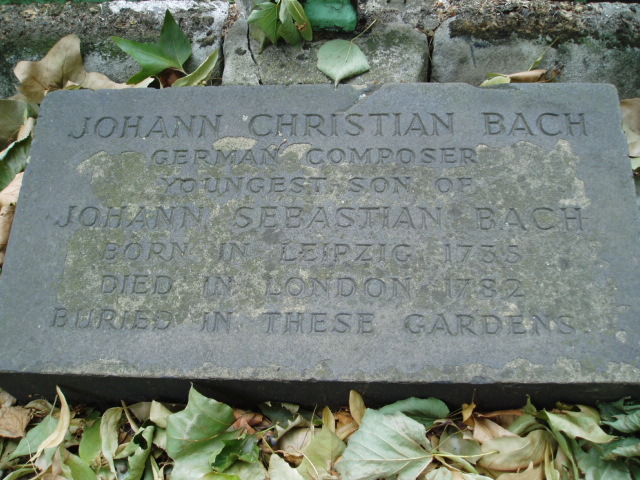 JOHANN CHRISTIAN BACH
GERMAN COMPOSER
YOUNGEST SON OF
JOHANN SEBASTIAN BACH
BORN IN LEIPZIG 1735
DIED IN LONDON 1782
BURIED IN THESE GARDENS.